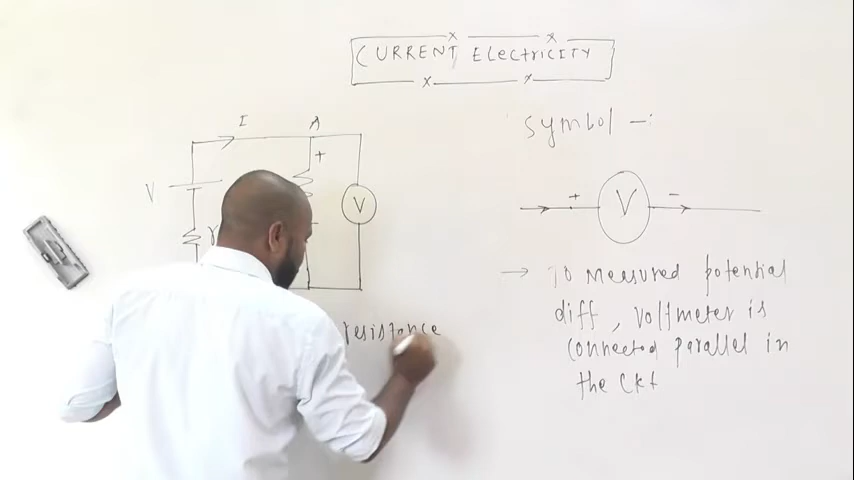 CURRENT ELECTRICITY
I A
+
V
r
V
resistance
Symbol -:
+ V -
→ To Measured potential
diff, voltmeter is
connected parallel in
the ckt